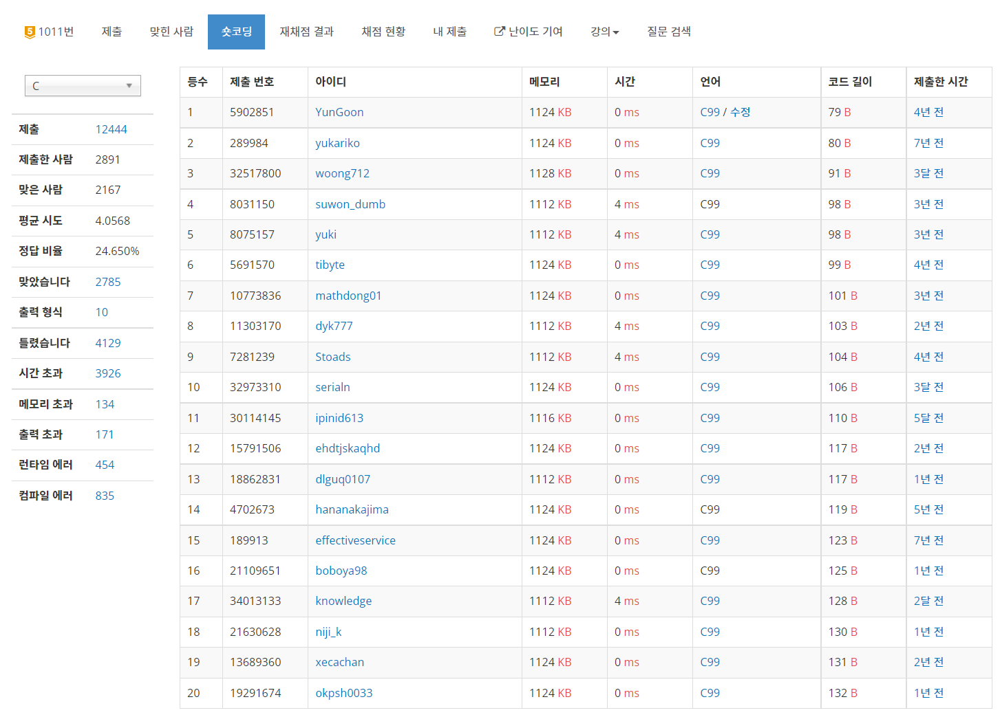 5 1011번 제출 맞힌 사람 숏코딩 재채점 결과 채점 현황 내 제출 난이도 기여 강의 질문 검색
C
제출 12444
제출한 사람 2891
맞은 사람 2167
평균 시도 4.0568
정답 비율 24.650%
맞았습니다 2785
출력 형식 10
틀렸습니다 4129
시간 초과 3926
메모리 초과 134
출력 초과 171
런타임 에러 454
컴파일 에러 835
등수 제출 번호 아이디 메모리 시간 언어 코드 길이 제출한 시간
1 5902851 YunGoon 1124 KB 0 ms C99 / 수정 79 B 4년 전
2 289984 yukariko 1124 KB 0 ms C99 80 B 7년 전
3 32517800 woong712 1128 KB 0 ms C99 91 B 3달 전
4 8031150 suwon_dumb 1112 KB 4 ms C99 98 B 3년 전
5 8075157 yuki 1112 KB 4 ms C99 98 B 3년 전
6 5691570 tibyte 1124 KB 0 ms C99 99 B 4년 전
7 10773836 mathdong01 1124 KB 0 ms C99 101 B 3년 전
8 11303170 dyk777 1112 KB 4 ms C99 103 B 2년 전
9 7281239 Stoads 1112 KB 4 ms C99 104 B 4년 전
10 32973310 serialn 1124 KB 0 ms C99 106 B 3달 전
11 30114145 ipinid613 1116 KB 0 ms C99 110 B 5달 전
12 15791506 ehdtjskaqhd 1124 KB 0 ms C99 117 B 2년 전
13 18862831 dlguq0107 1112 KB 0 ms C99 117 B 1년 전
14 4702673 hananakajima 1124 KB 0 ms C99 119 B 5년 전
15 189913 effectiveservice 1124 KB 0 ms C99 123 B 7년 전
16 21109651 boboya98 1124 KB 0 ms C99 125 B 1년 전
17 34013133 knowledge 1112 KB 4 ms C99 128 B 2달 전
18 21630628 niji_k 1112 KB 0 ms C99 130 B 1년 전
19 13689360 xecachan 1124 KB 0 ms C99 131 B 2년 전
20 19291674 okpsh0033 1124 KB 0 ms C99 132 B 1년 전